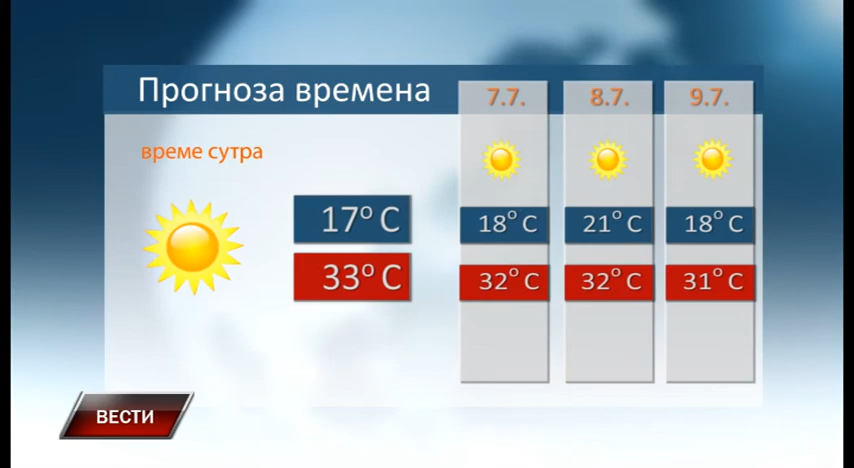 Прогноза времена
време сутра
17° C
33° C
7.7.
18° C
32° C
8.7.
21° C
32° C
9.7.
18° C
31° C
ВЕСТИ